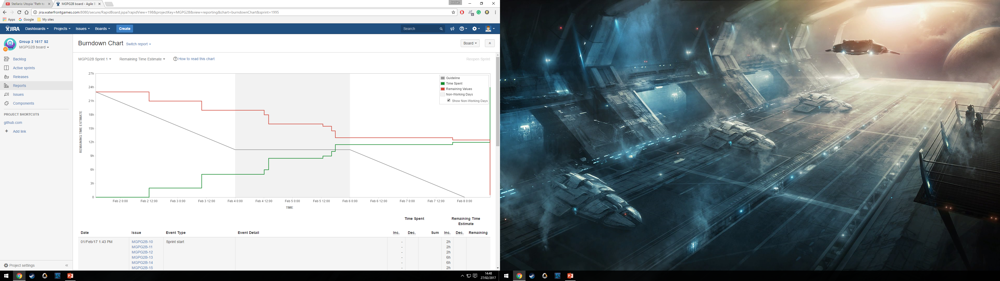 Stellaris: Utopia "Path to
MGPG2B board - Agile B
Jordan
jira.waterfrontgames.com:8080/secure/RapidBoard.jspa?rapidView=198&projectKey=MGPG2B&view=reporting&chart=burndownChart&sprint=1995
Apps Google My sites
JIRA Dashboards Projects Issues Boards Create Search
Group 2 1617 S2
MGPG2B board
Backlog
Active sprints
Releases
Reports
Issues
Components
PROJECT SHORTCUTS
github.com
+ Add link
Project settings
Burndown Chart Switch report Board
MGPG2B Sprint 1 Remaining Time Estimate How to read this chart Reopen Sprint
REMAINING TIME ESTIMATE
27h
24h
21h
18h
15h
12h
9h
6h
3h
0
Guideline
Time Spent
Remaining Values
Non-Working Days
Show Non-Working Days
Feb 2 0:00 Feb 2 12:00 Feb 3 0:00 Feb 3 12:00 Feb 4 0:00 Feb 4 12:00 Feb 5 0:00 Feb 5 12:00 Feb 6 0:00 Feb 6 12:00 Feb 7 0:00 Feb 7 12:00 Feb 8 0:00
TIME
Time Spent Remaining Time Estimate
Date Issue Event Type Event Detail Inc. Dec. Sum Inc. Dec. Remaining
01/Feb/17 1:43 PM MGPG2B-10 Sprint start - 2h
MGPG2B-11 - 2h
MGPG2B-12 - 2h
MGPG2B-13 - 6h
MGPG2B-14 - 6h
MGPG2B-15 - 2h
14:48
27/02/2017